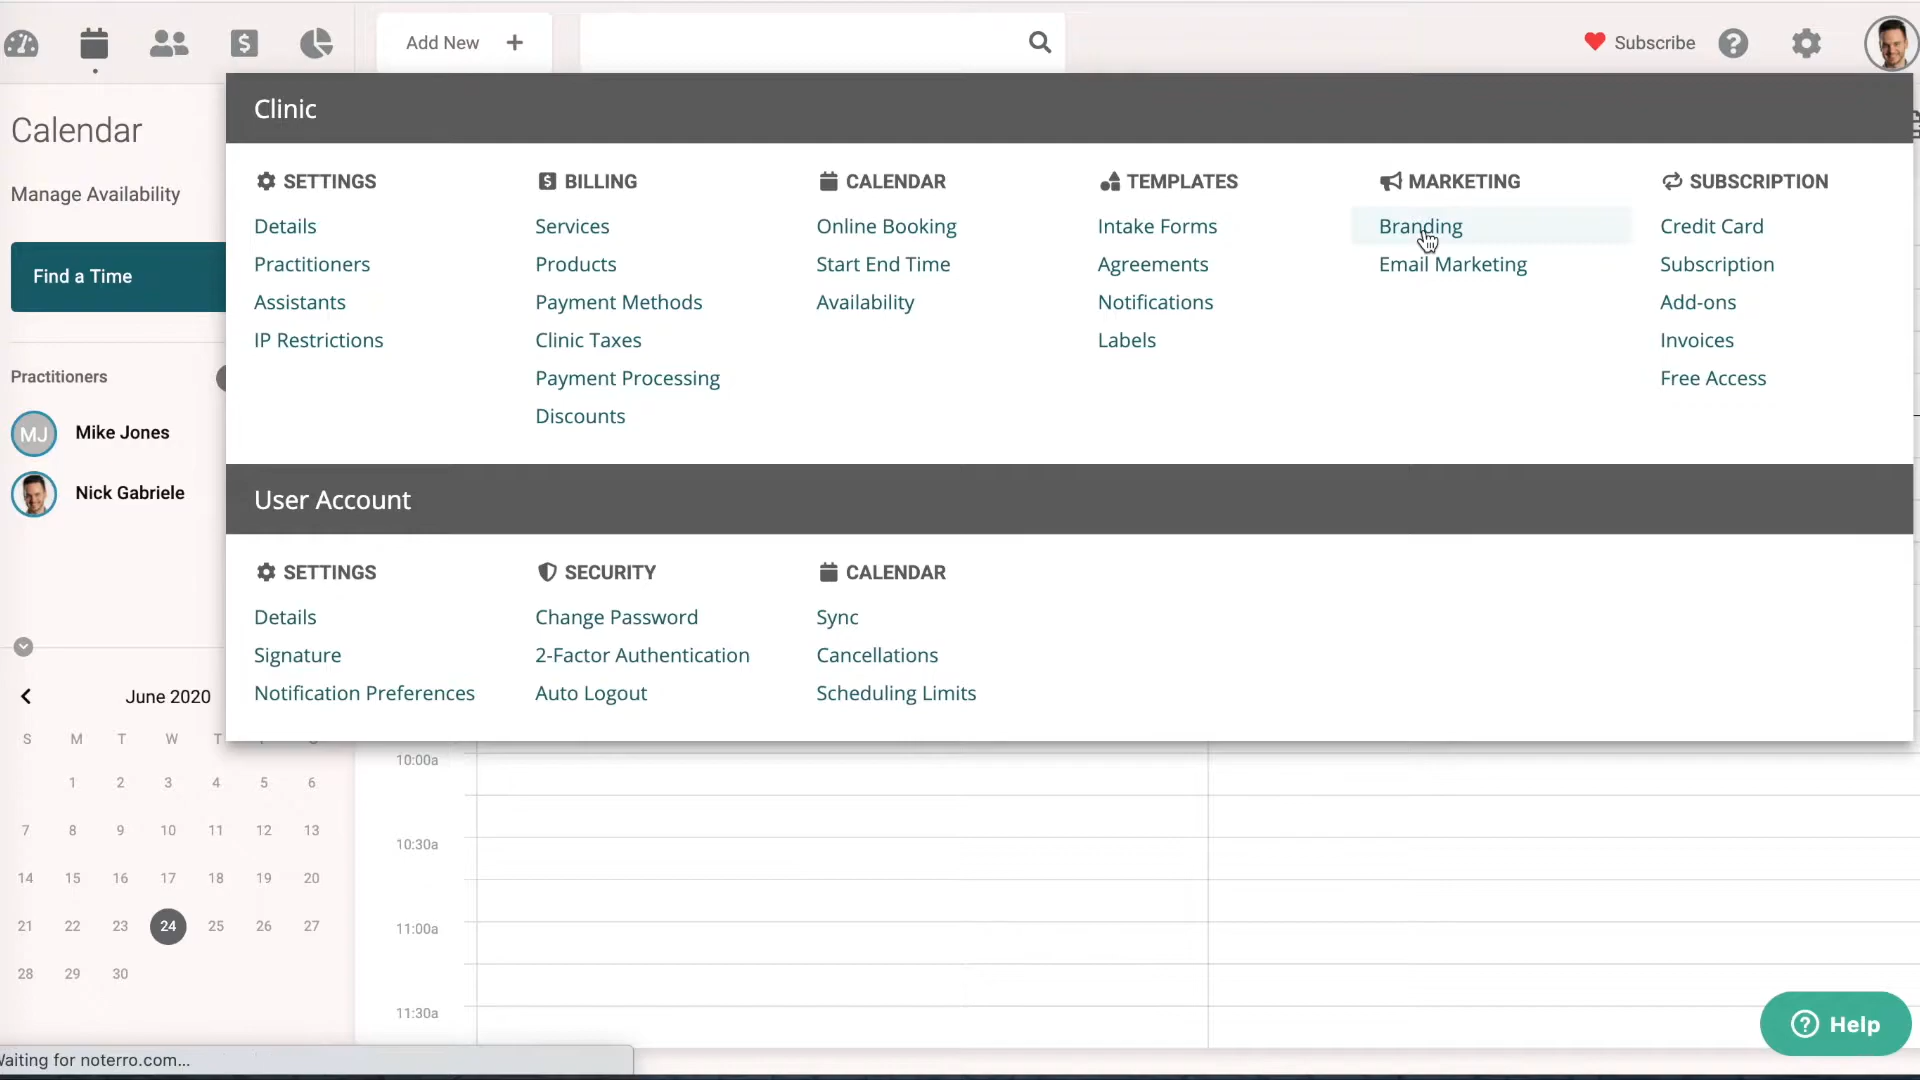 Add New +
Subscribe
Calendar
Manage Availability
Find a Time
Practitioners
MJ Mike Jones
Nick Gabriele
June 2020
S M T W T
1 2 3 4 5 6
7 8 9 10 11 12 13
14 15 16 17 18 19 20
21 22 23 24 25 26 27
28 29 30
Clinic
SETTINGS
Details
Practitioners
Assistants
IP Restrictions
BILLING
Services
Products
Payment Methods
Clinic Taxes
Payment Processing
Discounts
CALENDAR
Online Booking
Start End Time
Availability
TEMPLATES
Intake Forms
Agreements
Notifications
Labels
MARKETING
Branding
Email Marketing
SUBSCRIPTION
Credit Card
Subscription
Add-ons
Invoices
Free Access
User Account
SETTINGS
Details
Signature
Notification Preferences
SECURITY
Change Password
2-Factor Authentication
Auto Logout
CALENDAR
Sync
Cancellations
Scheduling Limits
10:00a
10:30a
11:00a
11:30a
Help
Waiting for noterro.com...